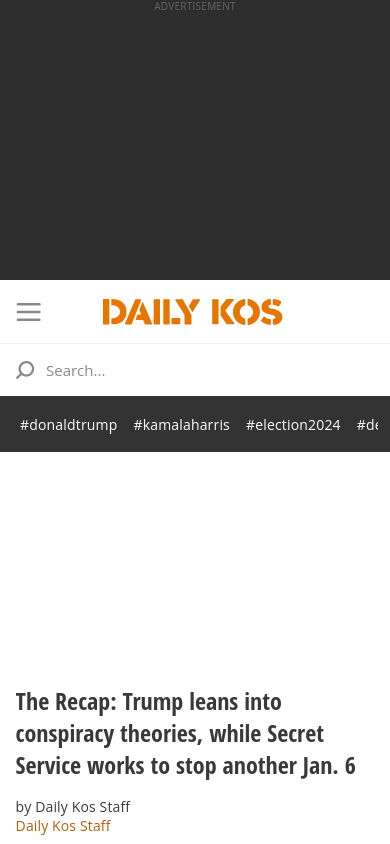 ADVERTISEMENT
DAILY KOS
Search...
#donaldtrump #kamalaharris #election2024
The Recap: Trump leans into
conspiracy theories, while Secret
Service works to stop another Jan. 6
by Daily Kos Staff
Daily Kos Staff